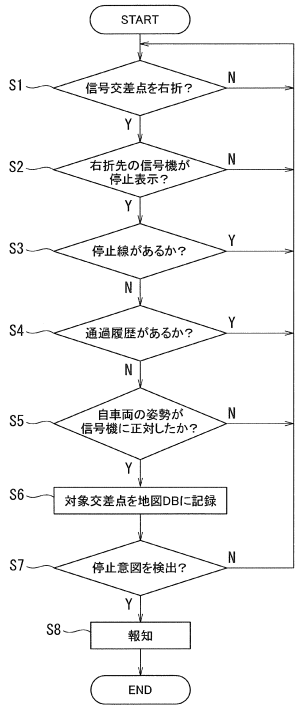 START
S1
信号交差点を右折？
N
Y
S2
右折先の信号機が
停止表示？
N
Y
S3
停止線があるか？
Y
N
S4
通過履歴があるか？
Y
N
S5
自車両の姿勢が
信号機に正対したか？
N
Y
S6
対象交差点を地図DBに記録
S7
停止意図を検出？
N
Y
S8
報知
END